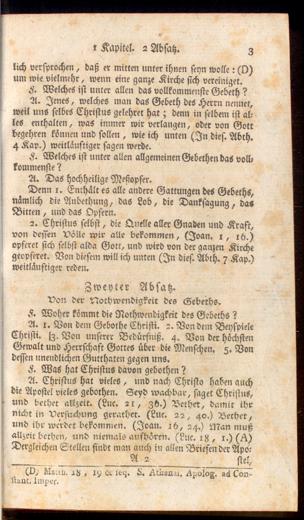 1 Kapitel. 2 Absatz. 3
lich versprochen, daß er mitten unter ihnen seyn wolle: (D)
um wie vielmehr, wenn eine ganze Kirche sich vereiniget.
F. Welches ist unter allen das vollkommenste Gebeth?
A. Jenes, welches man das Gebeth des Herrn nennet,
weil uns selbes Christus gelehret hat; denn in selbem ist al-
les enthalten, was immer wir verlangen, oder von Gott
begehren können und sollen, wie ich unten (In dies. Abth.
4 Kap.) weitläuftiger sagen werde.
F. Welches ist unter allen allgemeinen Gebethen das voll-
kommenste?
A. Das hochheilige Meßopfer.
Denn 1. Enthält es alle andere Gattungen des Gebeths,
nämlich die Anbethung, das Lob, die Danksagung, das
Bitten, und das Opfern.
2. Christus selbst, die Quelle aller Gnaden und Kraft,
von dessen Völle wir alle bekommen, (Joan. 1, 16.)
opferet sich selbst alda Gott, und wird von der ganzen Kirche
geopferet. Von diesem will ich unten (In dies. Abth. 7 Kap.)
weitläuftiger reden.
Zweyter Absatz.
Von der Nothwendigkeit des Gebeths.
F. Woher kömmt die Nothwendigkeit des Gebeths?
A. 1. Von dem Gebothe Christi. 2. Von dem Beyspiele
Christi. 3. Von unserer Bedürfniß. 4. Von der höchsten
Gewalt und Herrschaft Gottes über die Menschen. 5. Von
dessen unendlichen Gutthaten gegen uns.
F. Was hat Christus davon gebothen?
A. Christus hat vieles, und nach Christo haben auch
die Apostel vieles gebothen. Seyd wachbar, saget Christus,
und bether allzeit. (Luc. 21, 36.) Bether, damit ihr
nicht in Versuchung gerather. (Luc. 22, 40.) Bether,
und ihr werdet bekommen. (Joan. 16, 24.) Man muß
allzeit bethen, und niemals aufhören. (Luc. 18, 1.) (A)
Dergleichen Stellen findet man auch in allen Briefen der Apo-
A 2 stel,
(D) Matth. 18, 19 & seq. S. Athanas. Apolog. ad Con-
stant. Imper.